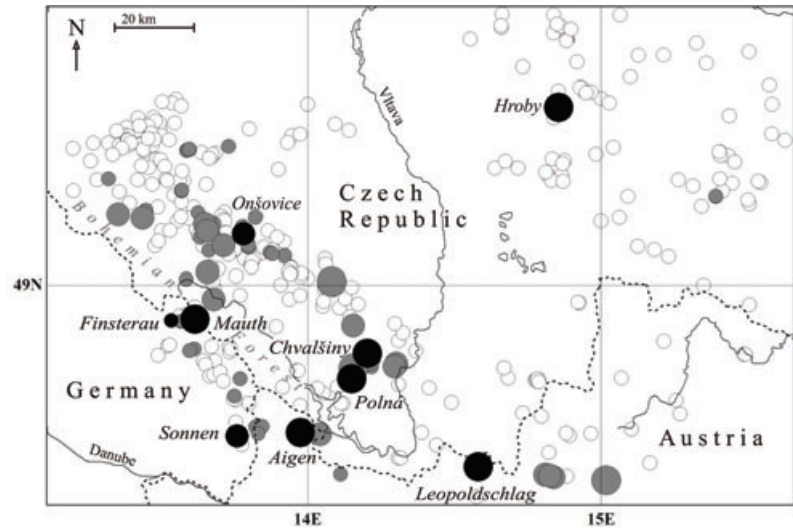 20 km
N
Hroby
Vltava
Czech
Republic
Onšovice
Bohemian
Forest
49N
Finsterau
Mauth
Chvalšiny
Germany
Polná
Sonnen
Aigen
Austria
Danube
Leopoldschlag
14E
15E